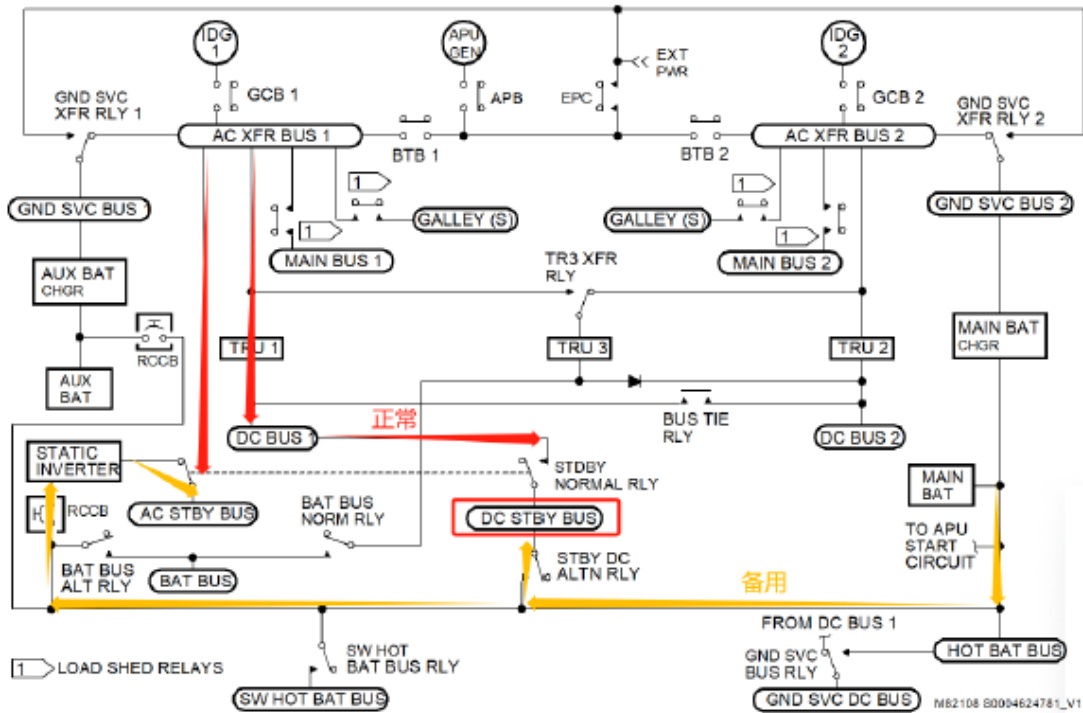 IDG
1
APU
GEN
IDG
2
EXT
PWR
GND SVC
XFR RLY 1
GCB 1
APB
EPC
GCB 2
GND SVC
XFR RLY 2
AC XFR BUS 1
BTB 1
BTB 2
AC XFR BUS 2
GND SVC BUS 1
1
GALLEY (S)
1
MAIN BUS 1
1
GALLEY (S)
1
MAIN BUS 2
GND SVC BUS 2
AUX BAT
CHGR
RCCB
AUX
BAT
TR3 XFR
RLY
TRU 1
TRU 3
TRU 2
MAIN BAT
CHGR
BUS TIE
RLY
正常
DC BUS 1
DC BUS 2
STATIC
INVERTER
STDBY
NORMAL RLY
MAIN
BAT
RCCB
AC STBY BUS
BAT BUS
NORM RLY
DC STBY BUS
TO APU
START
CIRCUIT
BAT BUS
ALT RLY
BAT BUS
STBY DC
ALTN RLY
备用
FROM DC BUS 1
HOT BAT BUS
GND SVC
BUS RLY
GND SVC DC BUS
SW HOT
BAT BUS RLY
SW HOT BAT BUS
1
LOAD SHED RELAYS
M82108 S0004624781_V1